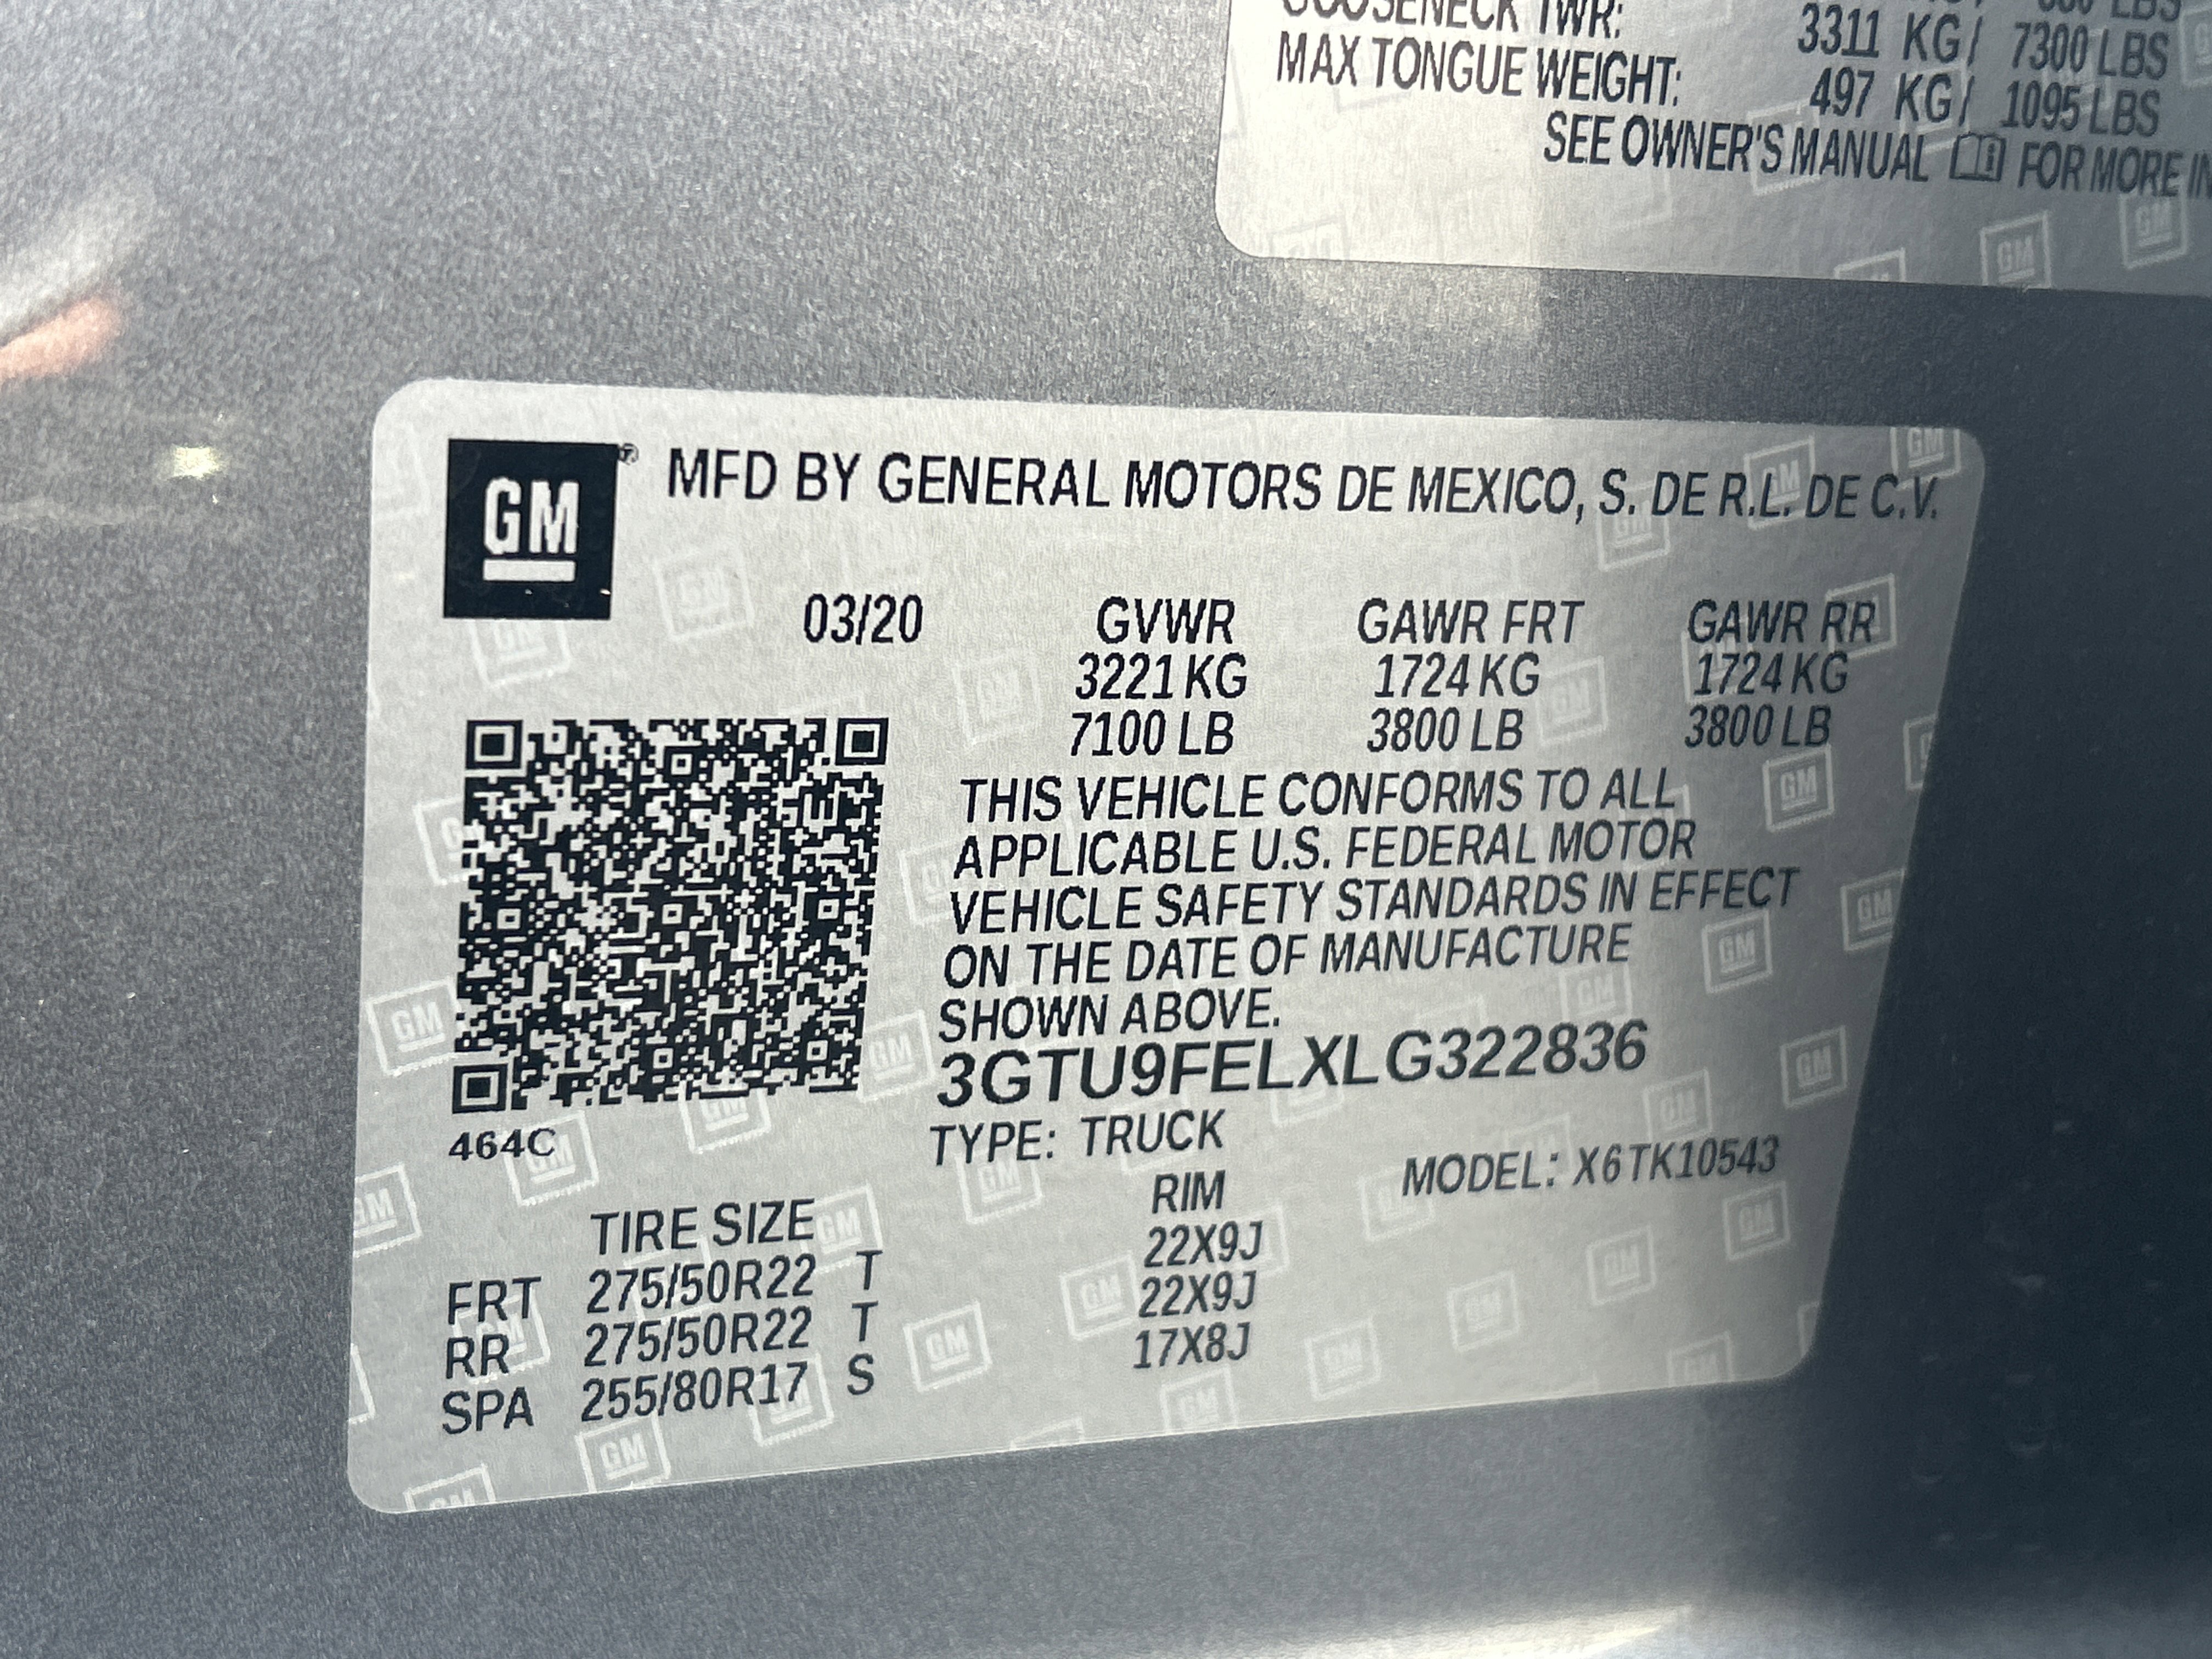 GOOSENECK TWR: 3311 KG/ 7300 LBS
MAX TONGUE WEIGHT: 497 KG/ 1095 LBS
SEE OWNER'S MANUAL FOR MORE
GM ® MFD BY GENERAL MOTORS DE MEXICO, S. DE R.L. DE C.V.
03/20 GVWR GAWR FRT GAWR RR
3221 KG 1724 KG 1724 KG
7100 LB 3800 LB 3800 LB
THIS VEHICLE CONFORMS TO ALL
APPLICABLE U.S. FEDERAL MOTOR
VEHICLE SAFETY STANDARDS IN EFFECT
ON THE DATE OF MANUFACTURE
SHOWN ABOVE.
3GTU9FELXLG322836
464C
TYPE: TRUCK MODEL: X6TK10543
TIRE SIZE RIM
FRT 275/50R22 T 22X9J
RR 275/50R22 T 22X9J
SPA 255/80R17 S 17X8J